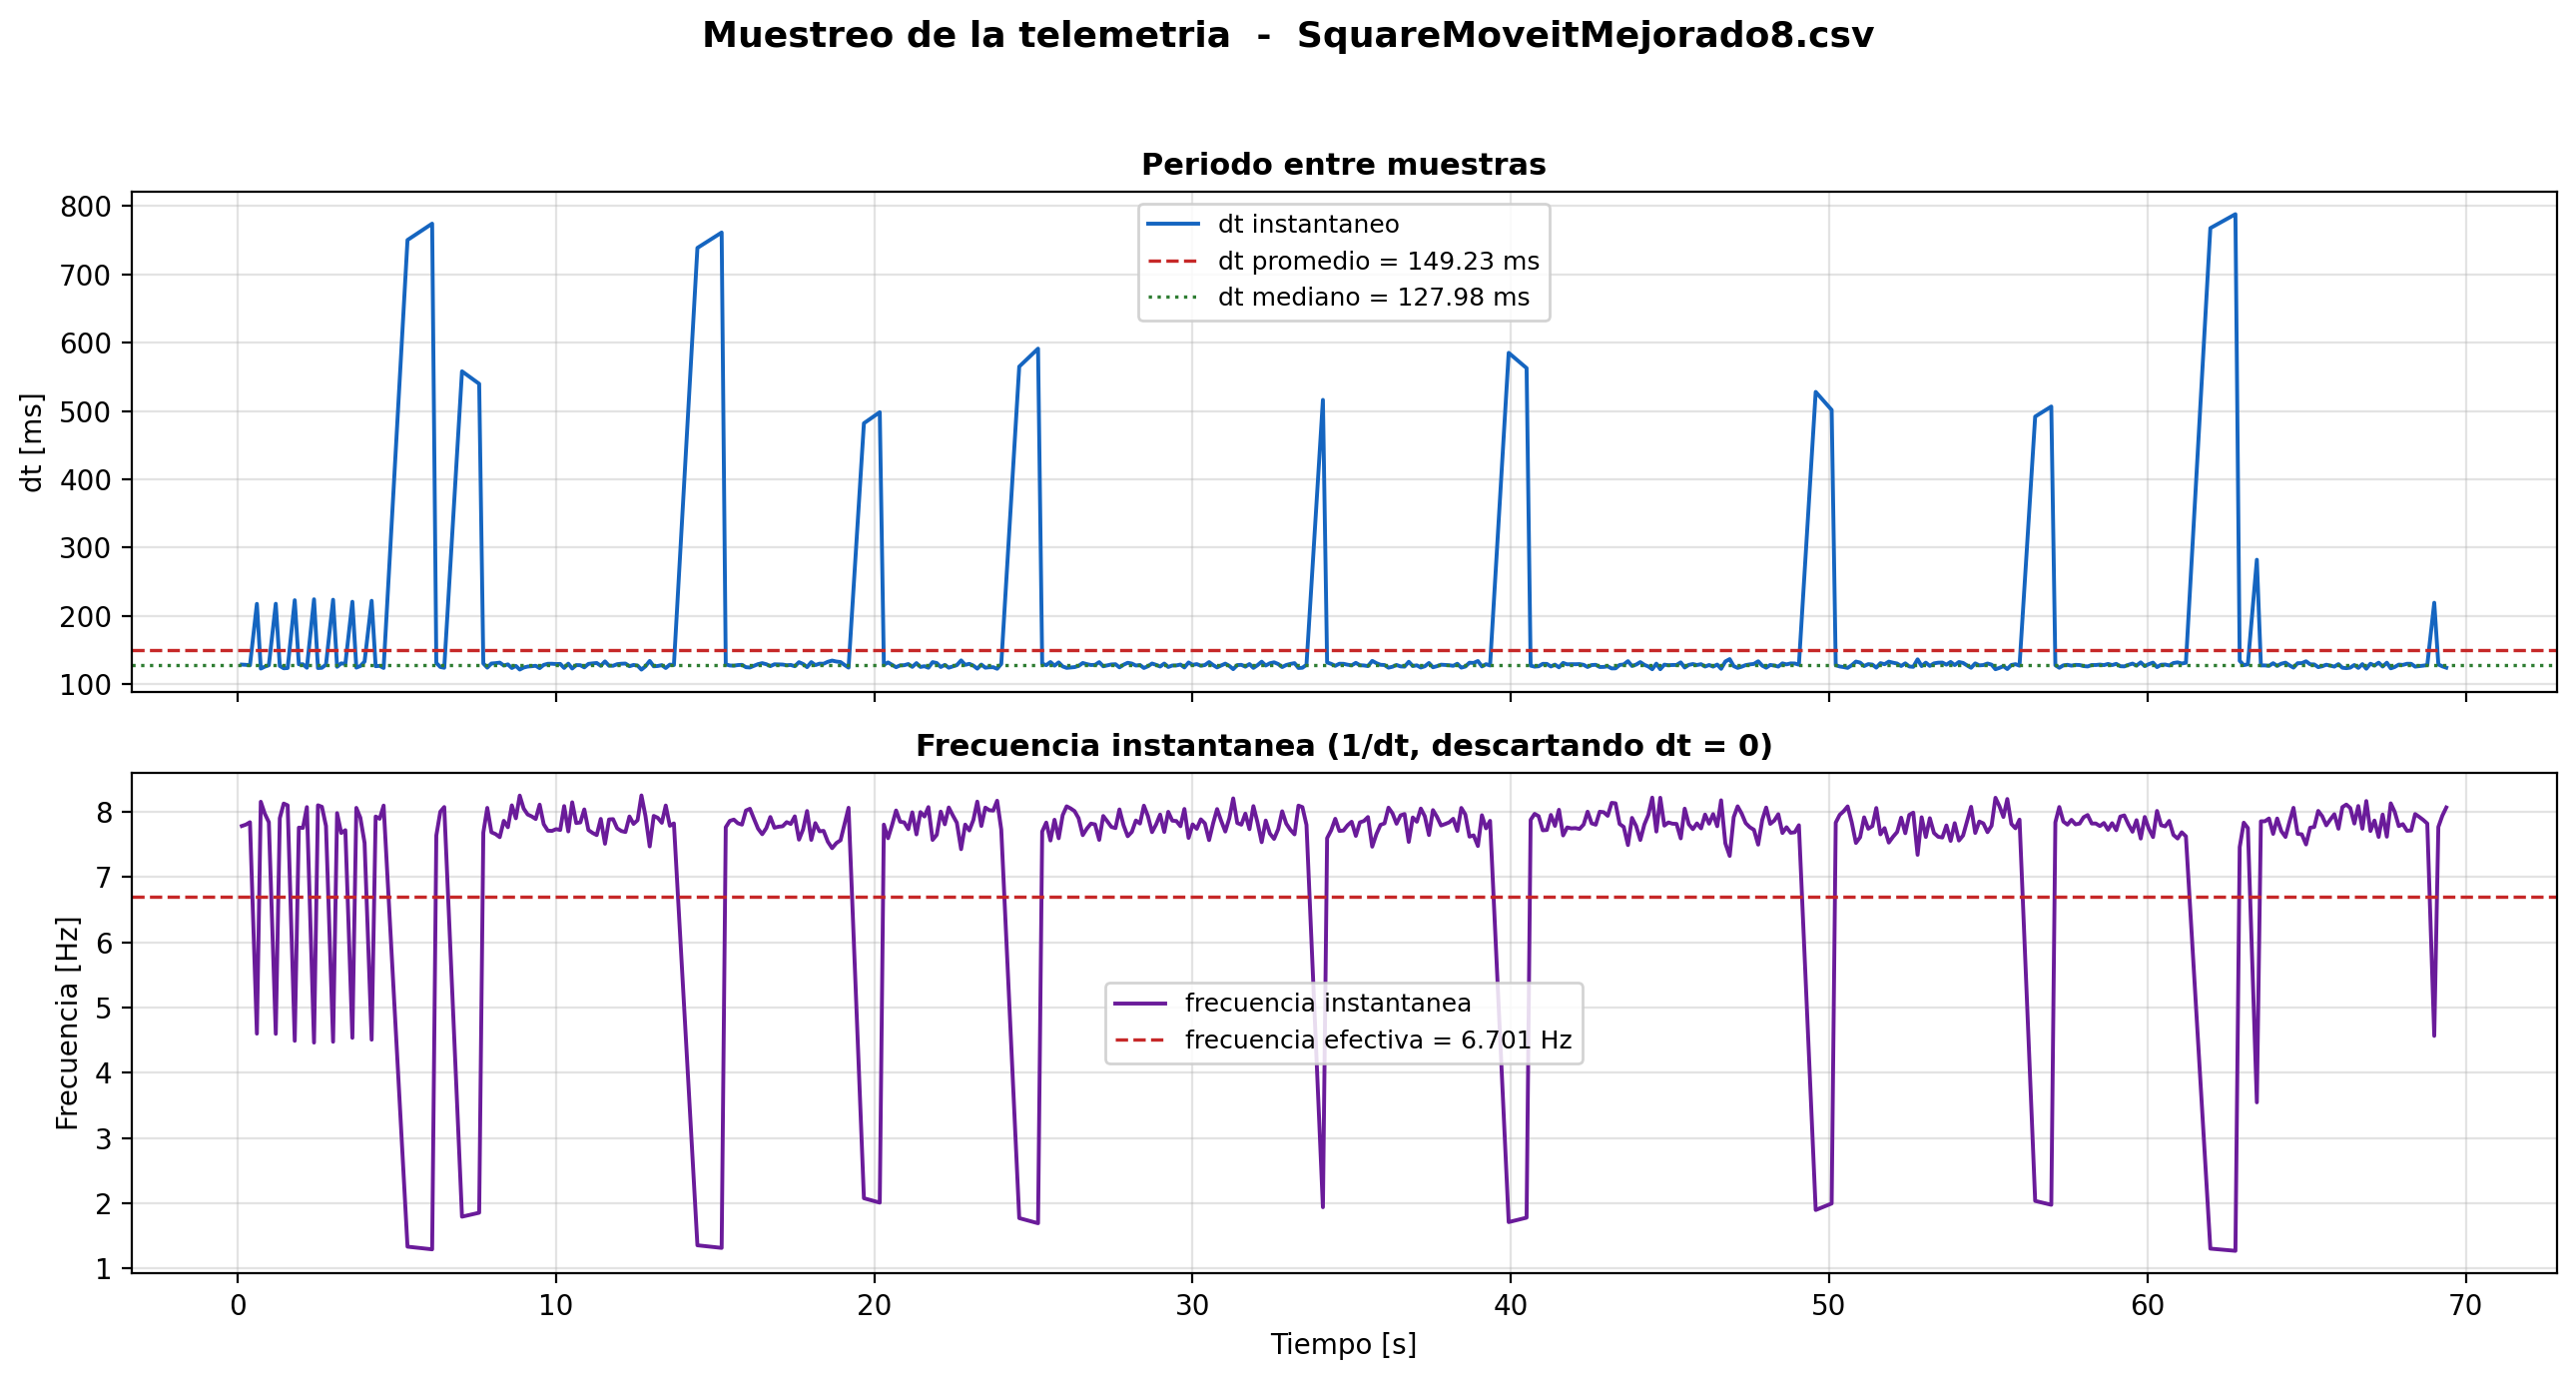 Muestreo de la telemetria - SquareMoveitMejorado8.csv
Periodo entre muestras
800
700
600
500
400
300
200
100
dt [ms]
dt instantaneo
dt promedio = 149.23 ms
dt mediano = 127.98 ms
Frecuencia instantanea (1/dt, descartando dt = 0)
8
7
6
5
4
3
2
1
Frecuencia [Hz]
frecuencia instantanea
frecuencia efectiva = 6.701 Hz
0 10 20 30 40 50 60 70
Tiempo [s]